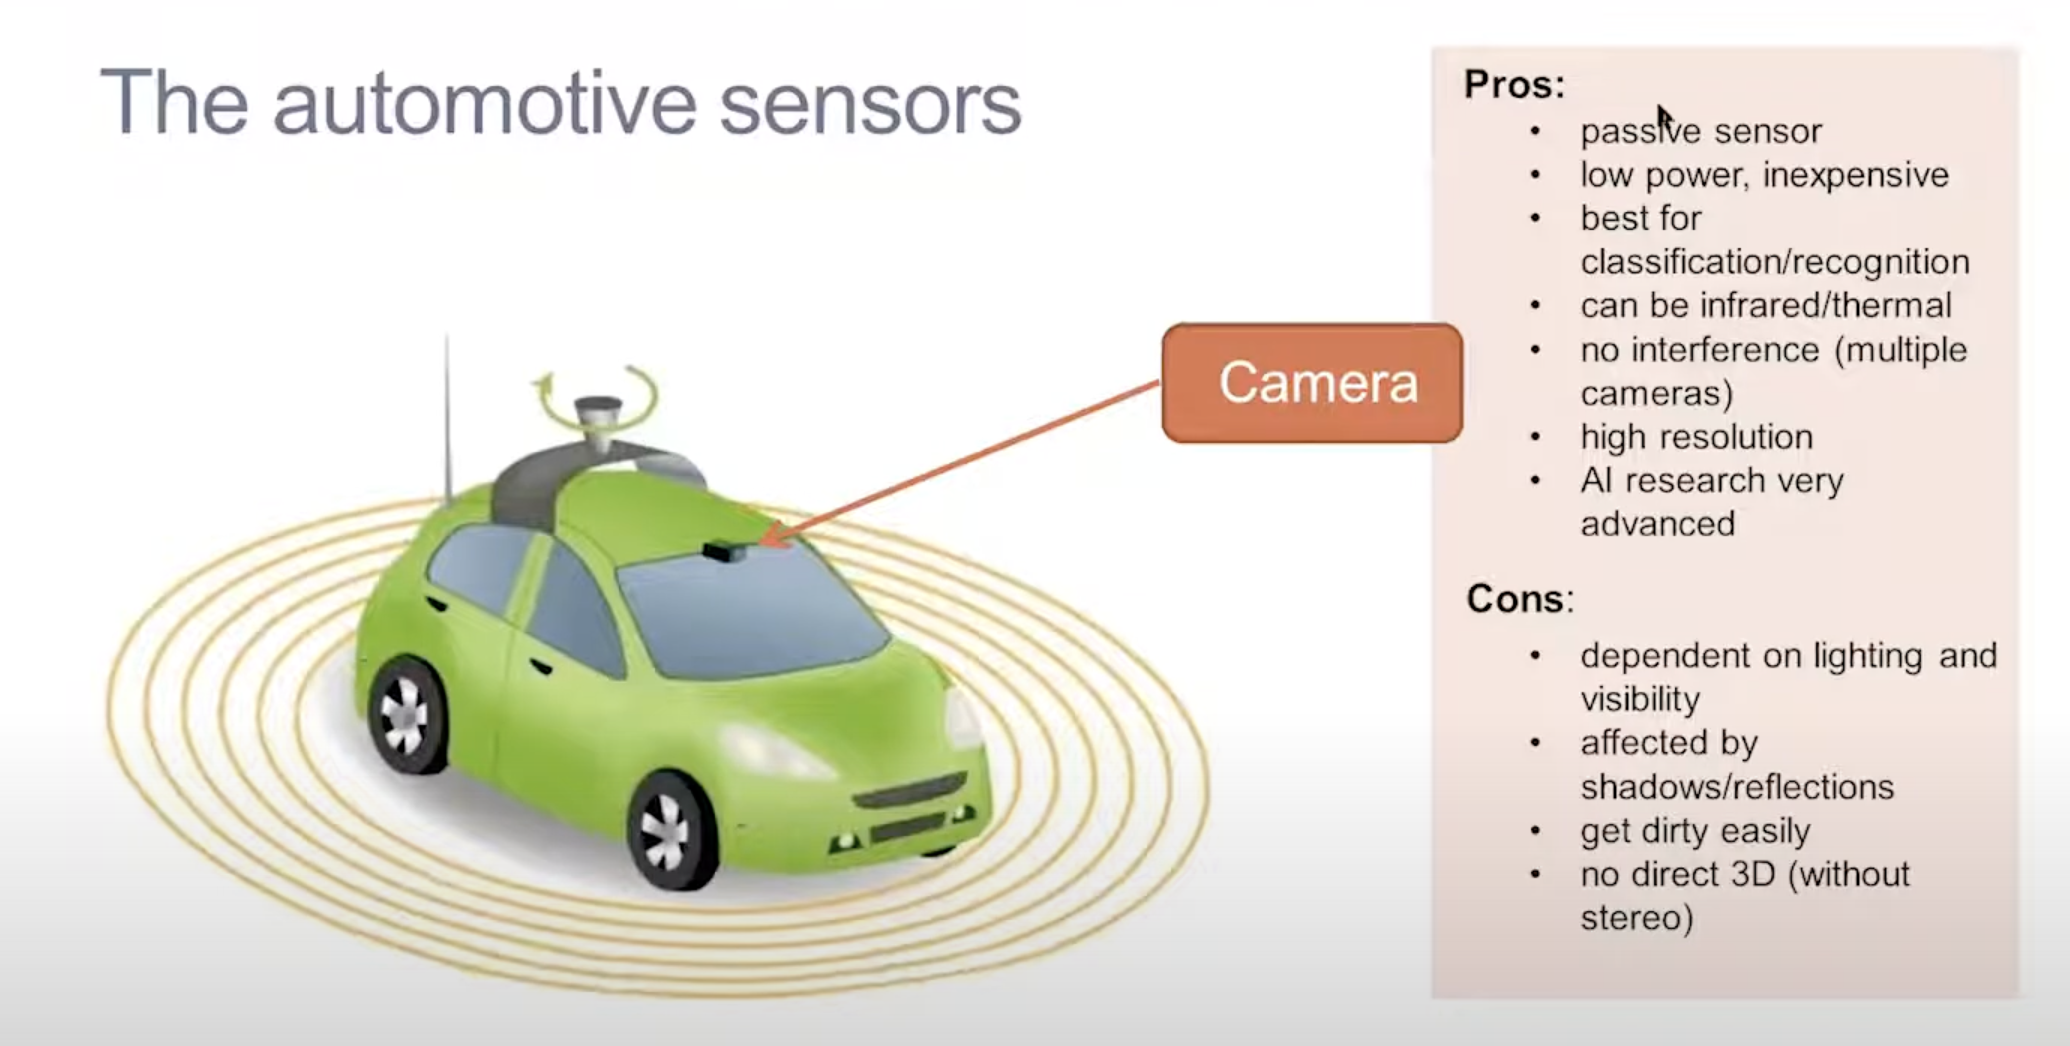 The automotive sensors
Camera
Pros:
• passive sensor
• low power, inexpensive
• best for
classification/recognition
• can be infrared/thermal
• no interference (multiple
cameras)
• high resolution
• AI research very
advanced
Cons:
• dependent on lighting and
visibility
• affected by
shadows/reflections
• get dirty easily
• no direct 3D (without
stereo)